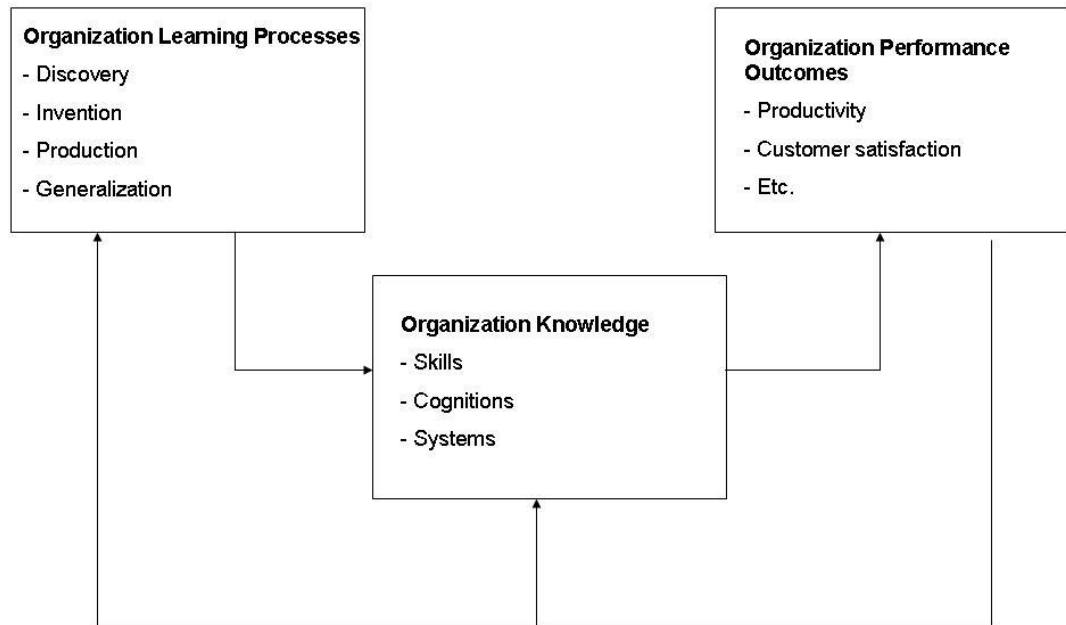 Organization Learning Processes
- Discovery
- Invention
- Production
- Generalization
Organization Performance
Outcomes
- Productivity
- Customer satisfaction
- Etc.
Organization Knowledge
- Skills
- Cognitions
- Systems